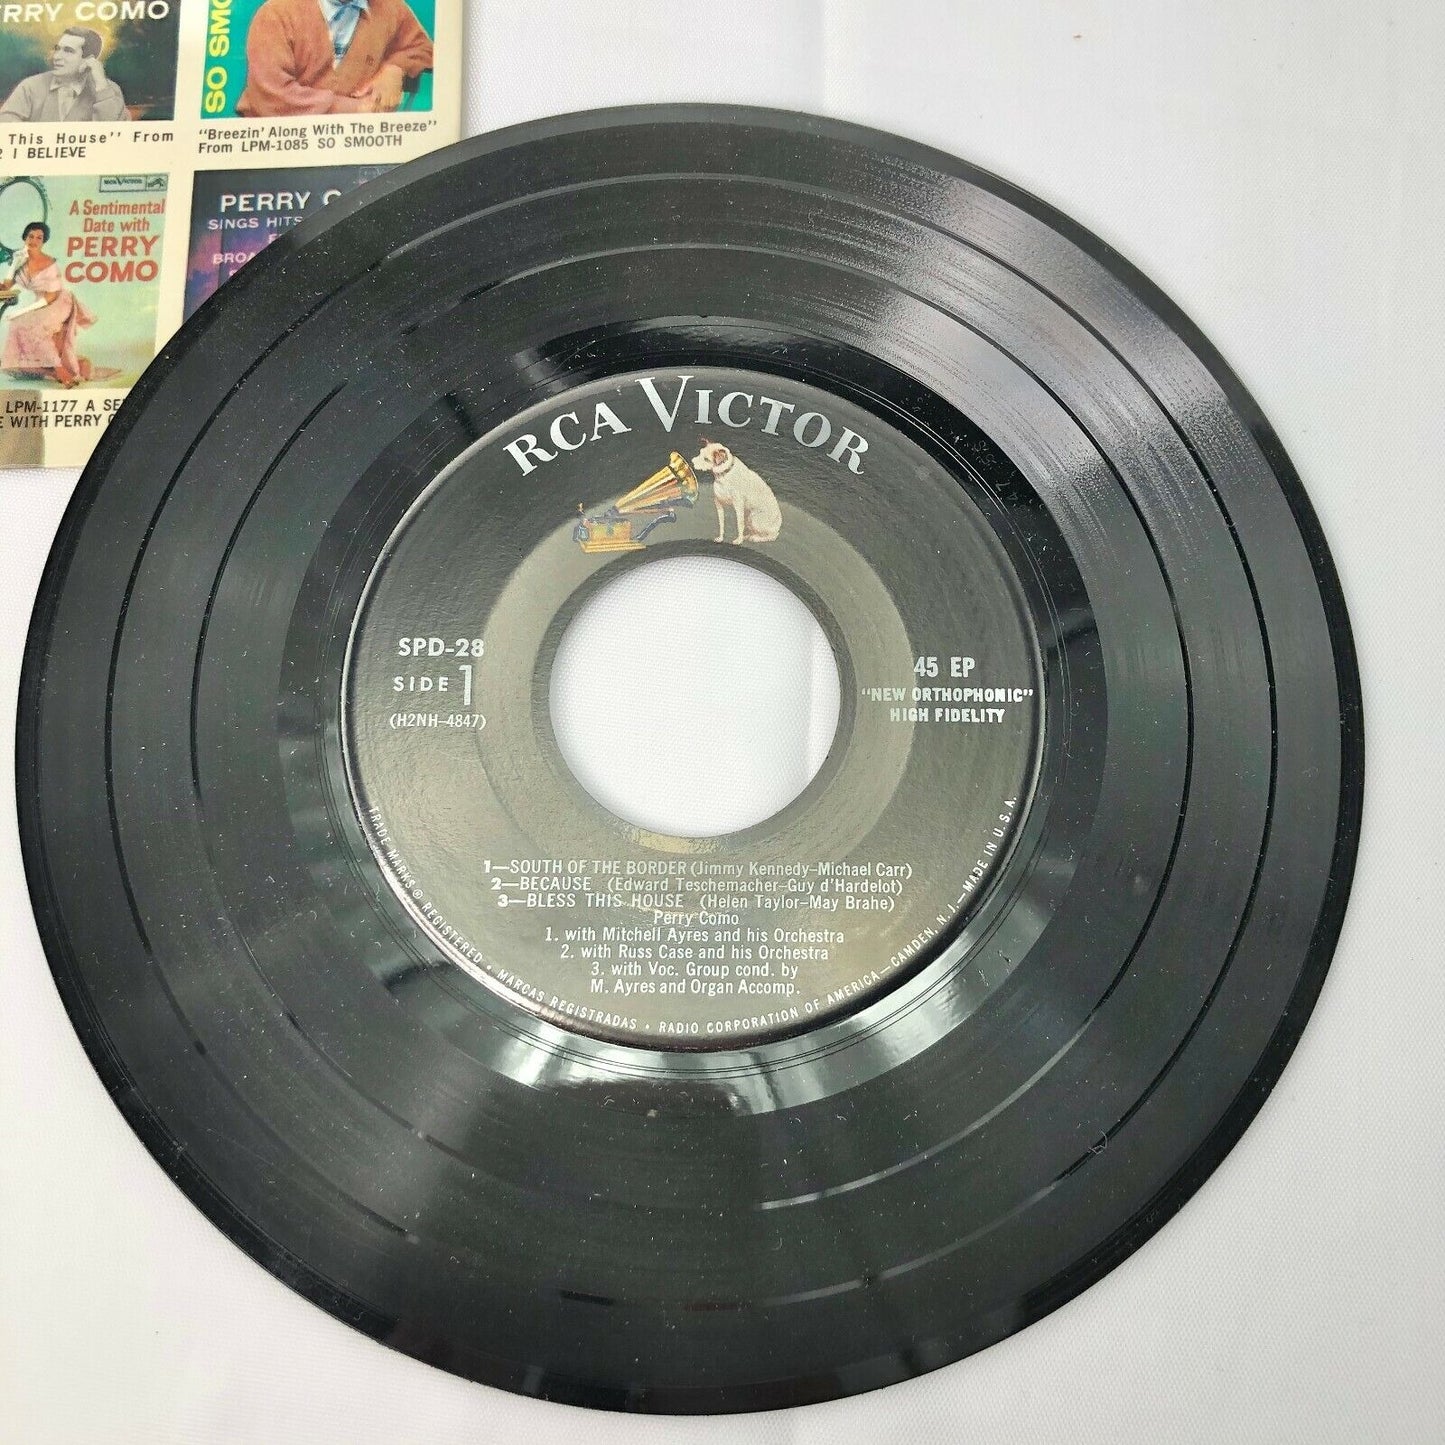 ERRY COMO
SO SMO
This House" From
2 I BELIEVE
"Breezin' Along With The Breeze"
From LPM-1085 SO SMOOTH
RCA VICTOR
A Sentimental
Date with
PERRY
COMO
PERRY C
SINGS HITS
BROA
LPM-1177 A SE
E WITH PERRY
RCA VICTOR
SPD-28
SIDE 1
(H2NH-4847)
45 EP
"NEW ORTHOPHONIC"
HIGH FIDELITY
1—SOUTH OF THE BORDER (Jimmy Kennedy-Michael Carr)
2—BECAUSE (Edward Teschemacher-Guy d'Hardelot)
3—BLESS THIS HOUSE (Helen Taylor-May Brahe)
Perry Como
1. with Mitchell Ayres and his Orchestra
2. with Russ Case and his Orchestra
3. with Voc. Group cond. by
M. Ayres and Organ Accomp.
TRADE MARKS ® REGISTERED • MARCAS REGISTRADAS • RADIO CORPORATION OF AMERICA—CAMDEN, N. J.—MADE IN U. S. A.